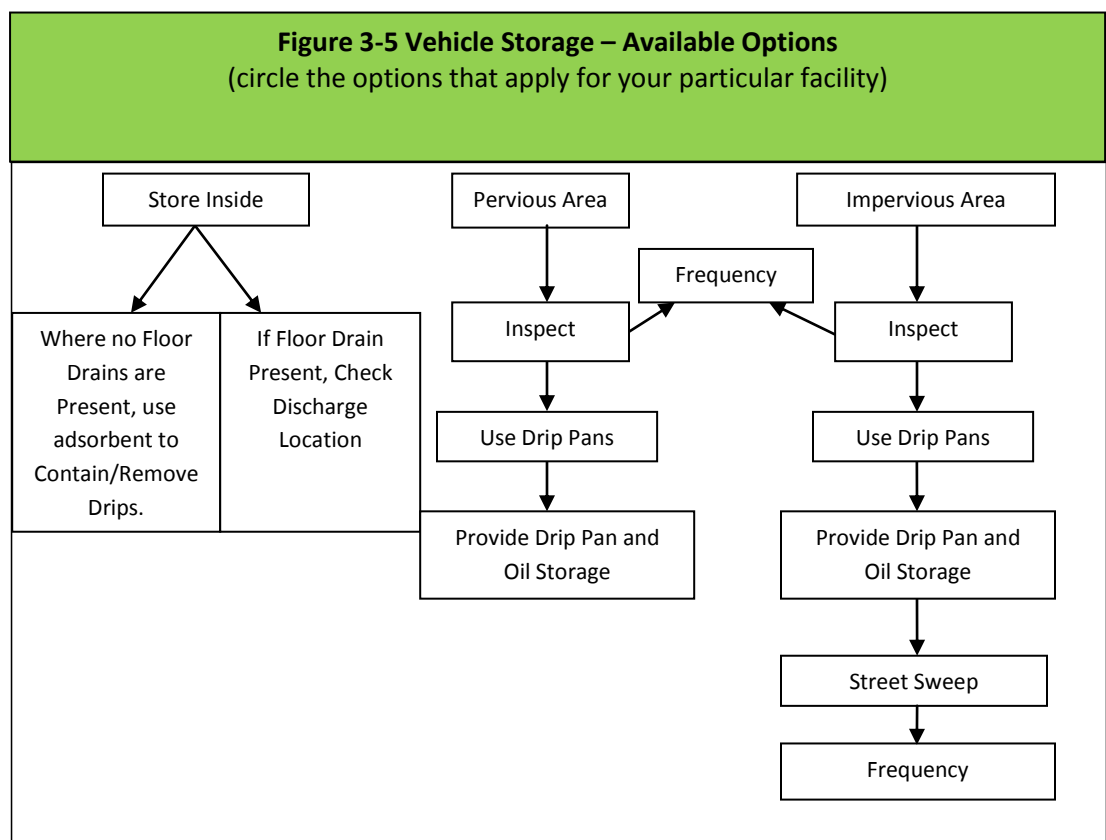 Figure 3-5 Vehicle Storage – Available Options
(circle the options that apply for your particular facility)
Store Inside
Pervious Area
Impervious Area
Frequency
Where no Floor
Drains are
Present, use
adsorbent to
Contain/Remove
Drips.
If Floor Drain
Present, Check
Discharge
Location
Inspect
Inspect
Use Drip Pans
Use Drip Pans
Provide Drip Pan and
Oil Storage
Provide Drip Pan and
Oil Storage
Street Sweep
Frequency